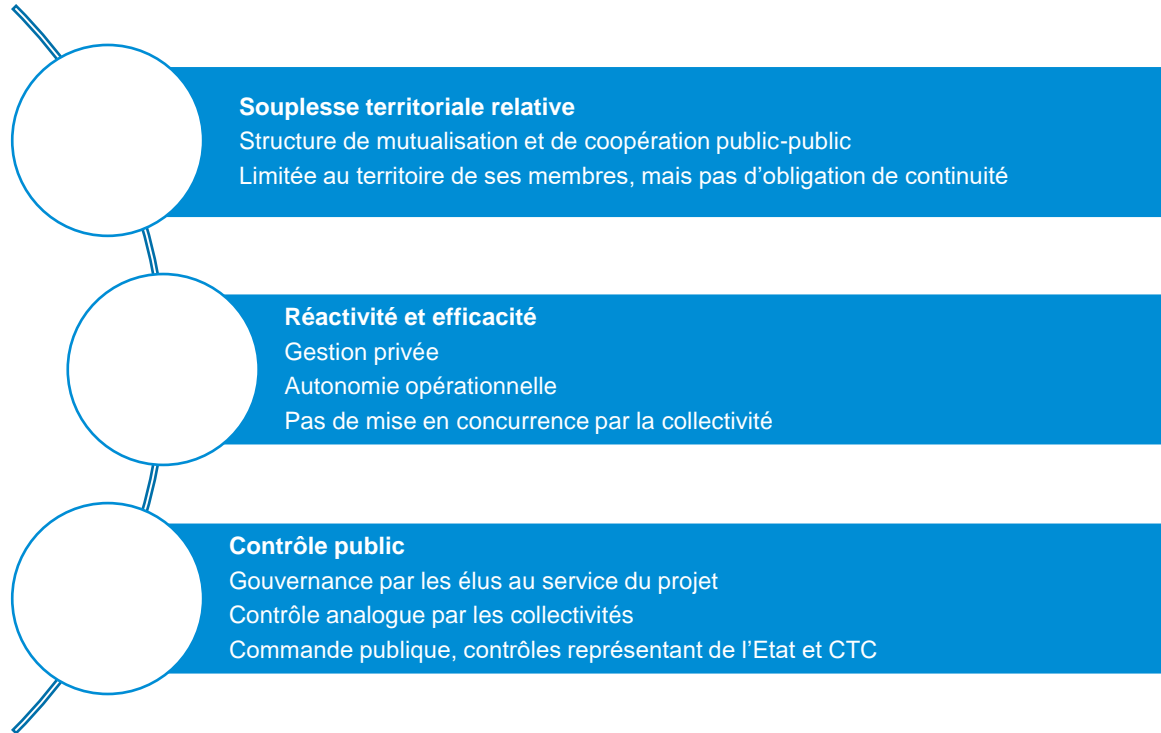 Souplesse territoriale relative
Structure de mutualisation et de coopération public-public
Limitée au territoire de ses membres, mais pas d'obligation de continuité
Réactivité et efficacité
Gestion privée
Autonomie opérationnelle
Pas de mise en concurrence par la collectivité
Contrôle public
Gouvernance par les élus au service du projet
Contrôle analogue par les collectivités
Commande publique, contrôles représentant de l'Etat et CTC